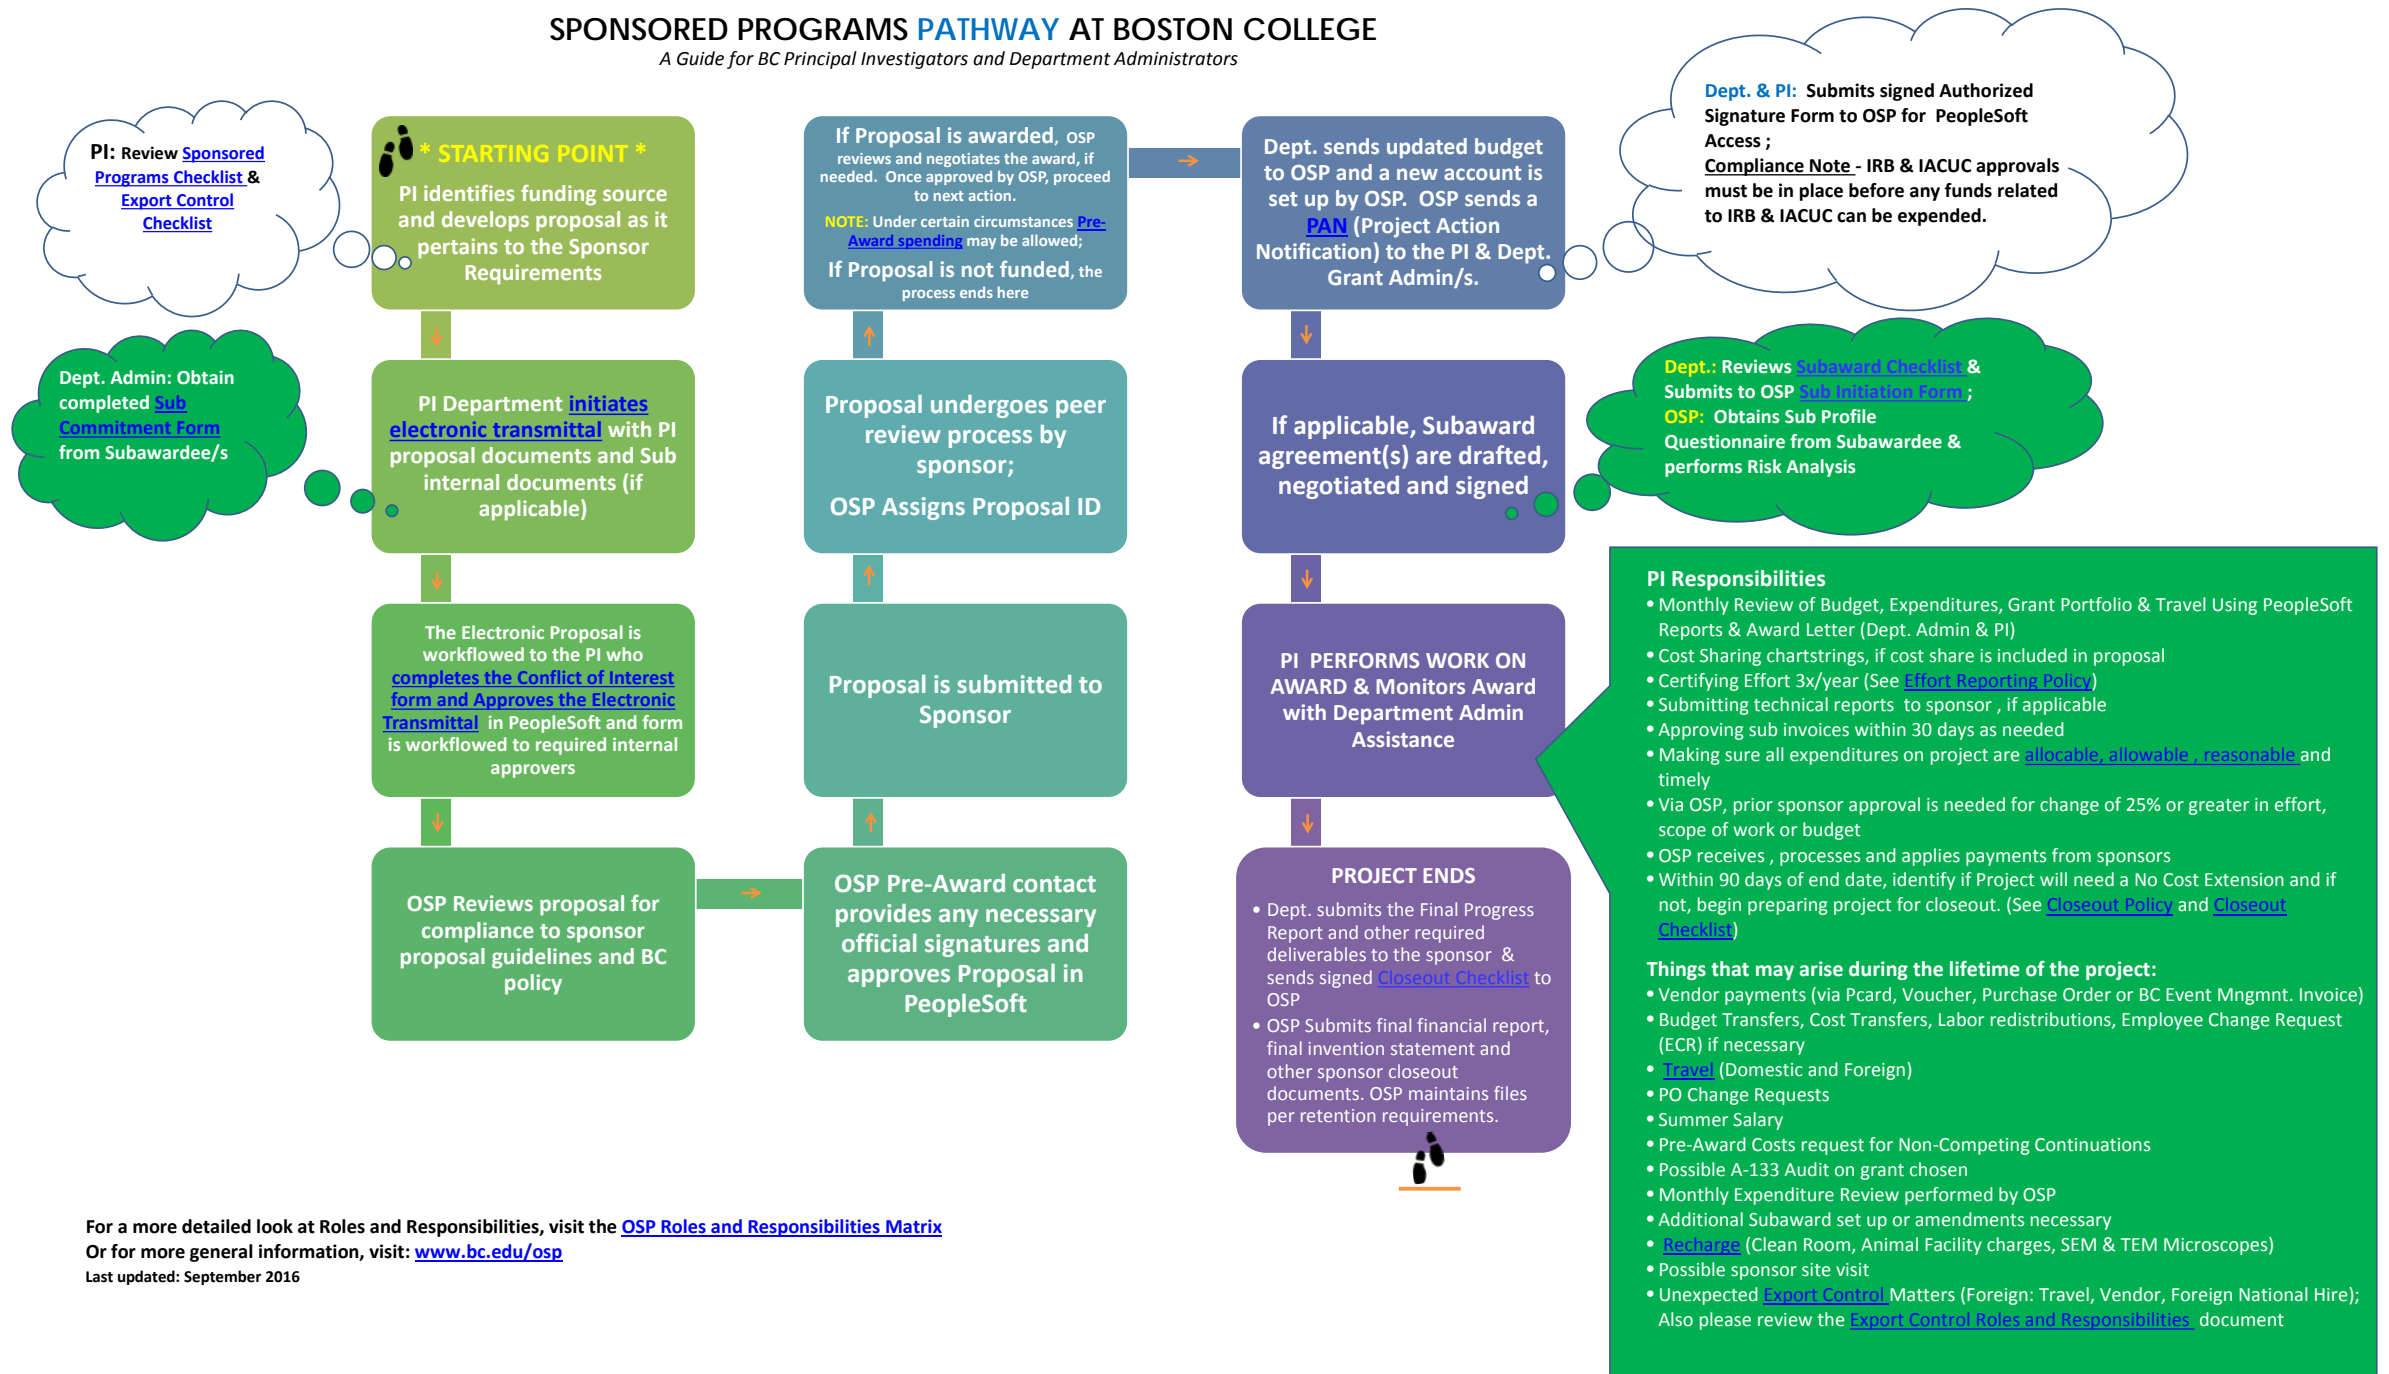 SPONSORED PROGRAMS PATHWAY AT BOSTON COLLEGE
A Guide for BC Principal Investigators and Department Administrators
PI: Review Sponsored
Programs Checklist &
Export Control
Checklist
* STARTING POINT *
PI identifies funding source
and develops proposal as it
pertains to the Sponsor
Requirements
Dept. Admin: Obtain
completed Sub
Commitment Form
from Subawardee/s
PI Department initiates
electronic transmittal with PI
proposal documents and Sub
internal documents (if
applicable)
The Electronic Proposal is
workflowed to the PI who
completes the Conflict of Interest
form and Approves the Electronic
Transmittal in PeopleSoft and form
is workflowed to required internal
approvers
OSP Reviews proposal for
compliance to sponsor
proposal guidelines and BC
policy
OSP Pre-Award contact
provides any necessary
official signatures and
approves Proposal in
PeopleSoft
Proposal is submitted to
Sponsor
Proposal undergoes peer
review process by
sponsor;
OSP Assigns Proposal ID
If Proposal is awarded, OSP
reviews and negotiates the award, if
needed. Once approved by OSP, proceed
to next action.
NOTE: Under certain circumstances Pre-
Award spending may be allowed;
If Proposal is not funded, the
process ends here
Dept. sends updated budget
to OSP and a new account is
set up by OSP. OSP sends a
PAN (Project Action
Notification) to the PI & Dept.
Grant Admin/s.
Dept. & PI: Submits signed Authorized
Signature Form to OSP for PeopleSoft
Access ;
Compliance Note - IRB & IACUC approvals
must be in place before any funds related
to IRB & IACUC can be expended.
If applicable, Subaward
agreement(s) are drafted,
negotiated and signed
Dept.: Reviews Subaward Checklist &
Submits to OSP Sub Initiation Form ;
OSP: Obtains Sub Profile
Questionnaire from Subawardee &
performs Risk Analysis
PI PERFORMS WORK ON
AWARD & Monitors Award
with Department Admin
Assistance
PI Responsibilities
• Monthly Review of Budget, Expenditures, Grant Portfolio & Travel Using PeopleSoft
Reports & Award Letter (Dept. Admin & PI)
• Cost Sharing chartstrings, if cost share is included in proposal
• Certifying Effort 3x/year (See Effort Reporting Policy)
• Submitting technical reports to sponsor , if applicable
• Approving sub invoices within 30 days as needed
• Making sure all expenditures on project are allocable, allowable , reasonable and
timely
• Via OSP, prior sponsor approval is needed for change of 25% or greater in effort,
scope of work or budget
• OSP receives , processes and applies payments from sponsors
• Within 90 days of end date, identify if Project will need a No Cost Extension and if
not, begin preparing project for closeout. (See Closeout Policy and Closeout
Checklist)
Things that may arise during the lifetime of the project:
• Vendor payments (via Pcard, Voucher, Purchase Order or BC Event Mngmnt. Invoice)
• Budget Transfers, Cost Transfers, Labor redistributions, Employee Change Request
(ECR) if necessary
• Travel (Domestic and Foreign)
• PO Change Requests
• Summer Salary
• Pre-Award Costs request for Non-Competing Continuations
• Possible A-133 Audit on grant chosen
• Monthly Expenditure Review performed by OSP
• Additional Subaward set up or amendments necessary
• Recharge (Clean Room, Animal Facility charges, SEM & TEM Microscopes)
• Possible sponsor site visit
• Unexpected Export Control Matters (Foreign: Travel, Vendor, Foreign National Hire);
Also please review the Export Control Roles and Responsibilities document
PROJECT ENDS
• Dept. submits the Final Progress
Report and other required
deliverables to the sponsor &
sends signed Closeout Checklist to
OSP
• OSP Submits final financial report,
final invention statement and
other sponsor closeout
documents. OSP maintains files
per retention requirements.
For a more detailed look at Roles and Responsibilities, visit the OSP Roles and Responsibilities Matrix
Or for more general information, visit: www.bc.edu/osp
Last updated: September 2016